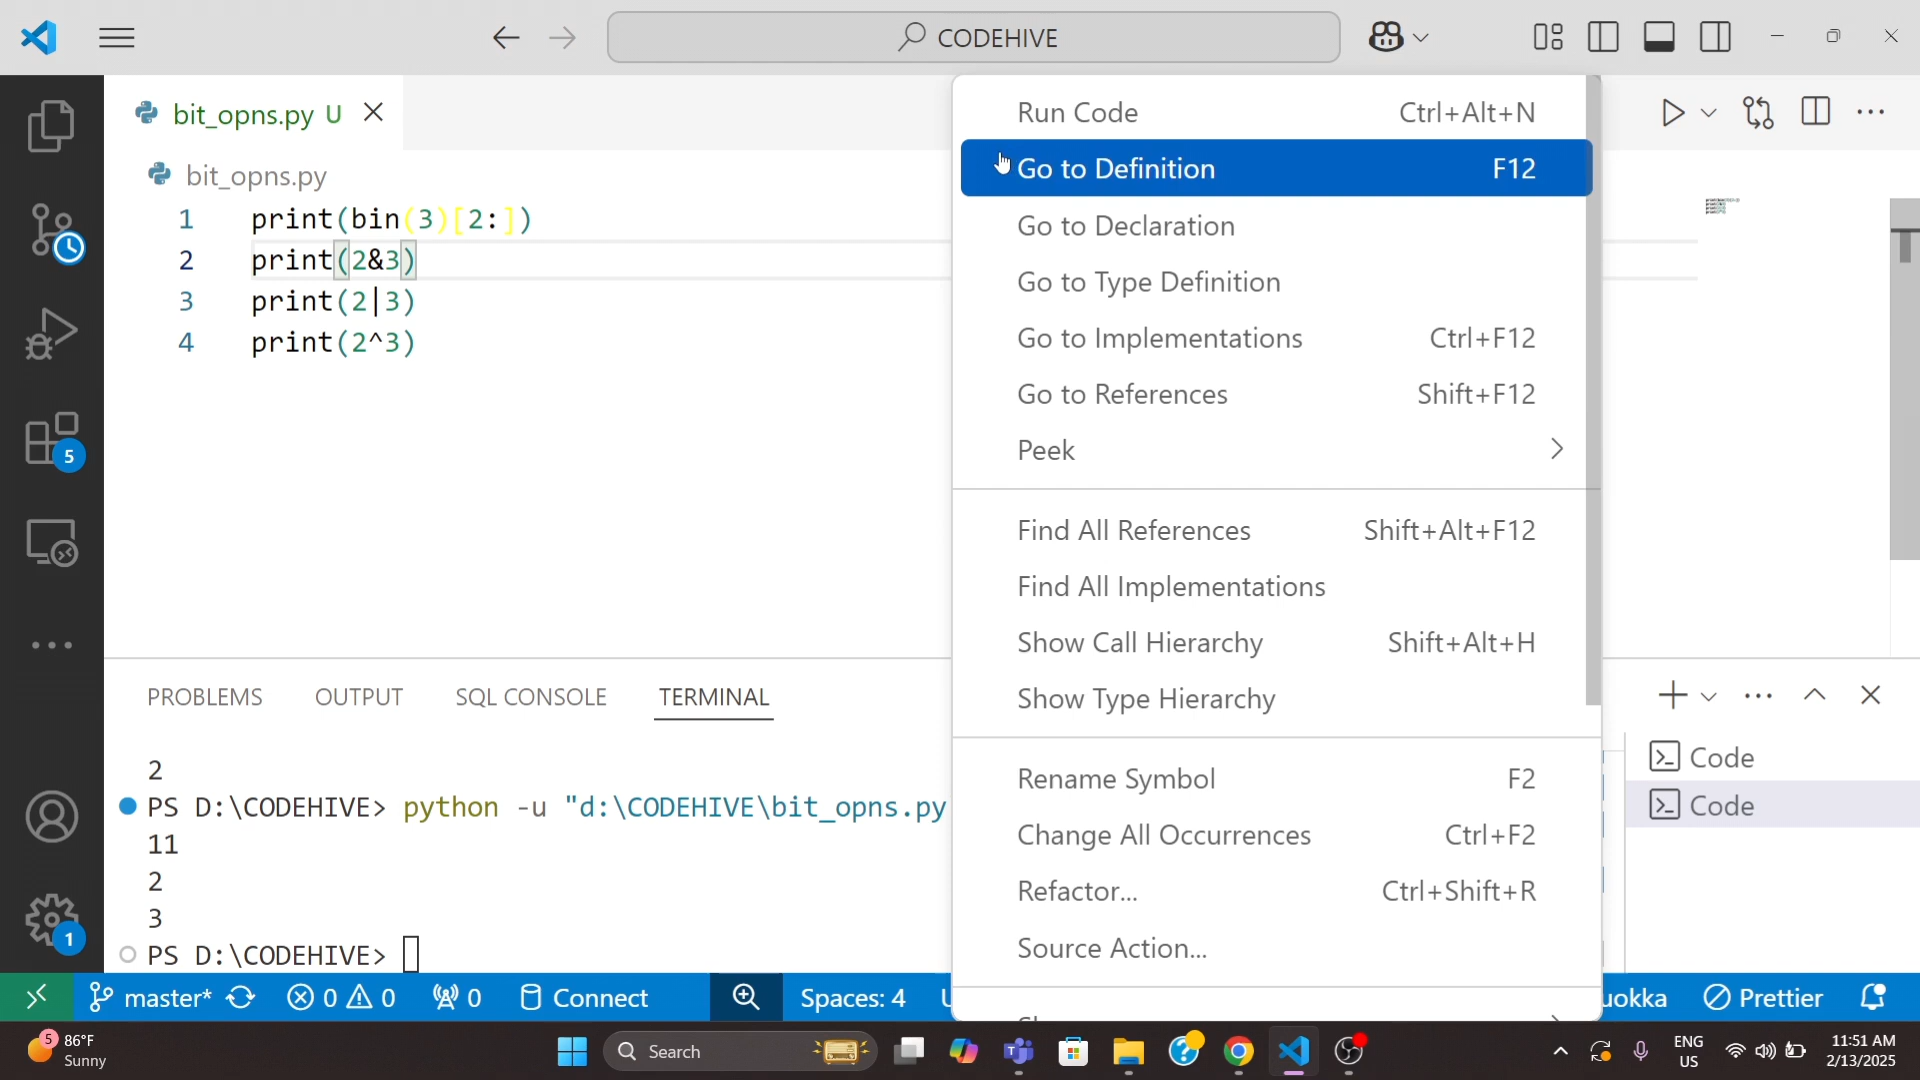 CODEHIVE
bit_opns.py U
bit_opns.py
1 print(bin(3)[2:])
2 print(2&3)
3 print(2|3)
4 print(2^3)
Run Code Ctrl+Alt+N
Go to Definition F12
Go to Declaration
Go to Type Definition
Go to Implementations Ctrl+F12
Go to References Shift+F12
Peek
Find All References Shift+Alt+F12
Find All Implementations
Show Call Hierarchy Shift+Alt+H
Show Type Hierarchy
Rename Symbol F2
Change All Occurrences Ctrl+F2
Refactor... Ctrl+Shift+R
Source Action...
5
1
PROBLEMS OUTPUT SQL CONSOLE TERMINAL
2
PS D:\CODEHIVE> python -u "d:\CODEHIVE\bit_opns.py
11
2
3
PS D:\CODEHIVE>
Code
Code
master* 0 0 0 Connect Spaces: 4 uokka Prettier
5 86°F
Sunny
Search
ENG
US
11:51 AM
2/13/2025